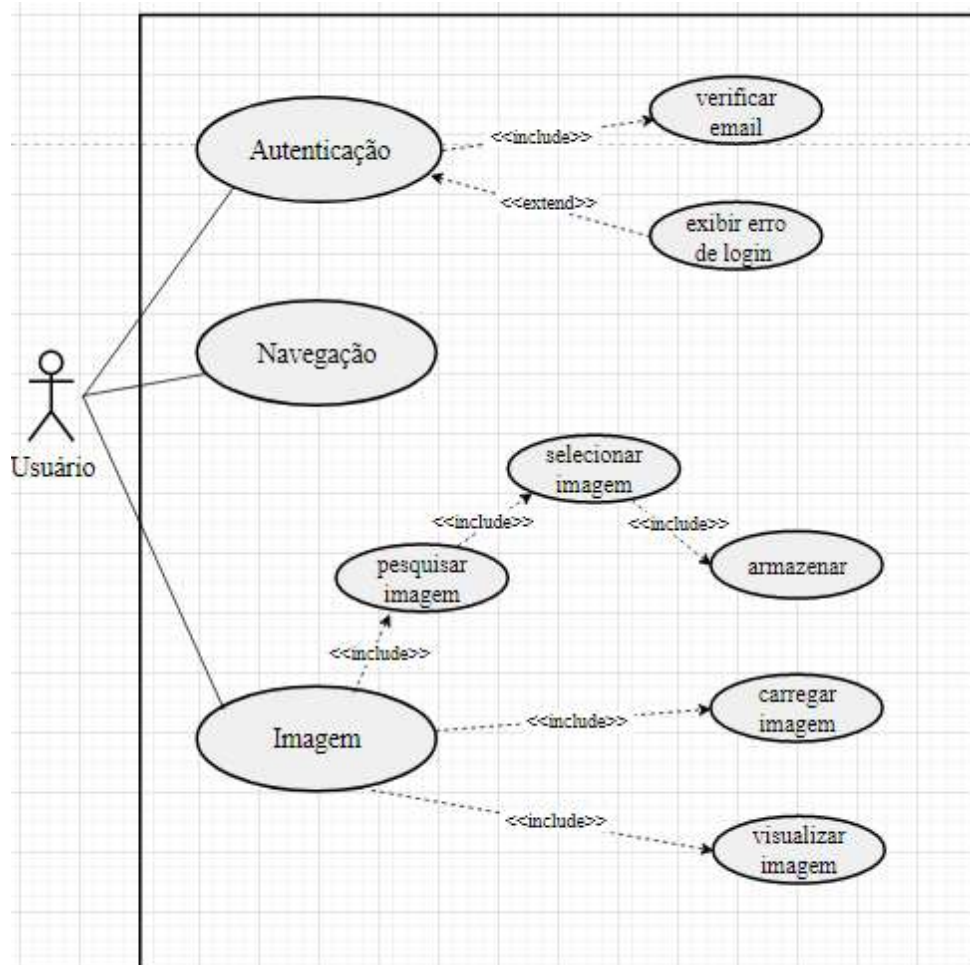 verificar
email
Autenticação
<<include>>
<<extend>>
exibir erro
de login
Navegação
Usuário
selecionar
imagem
<<include>>
<<include>>
pesquisar
imagem
armazenar
<<include>>
carregar
imagem
<<include>>
Imagem
<<include>>
visualizar
imagem